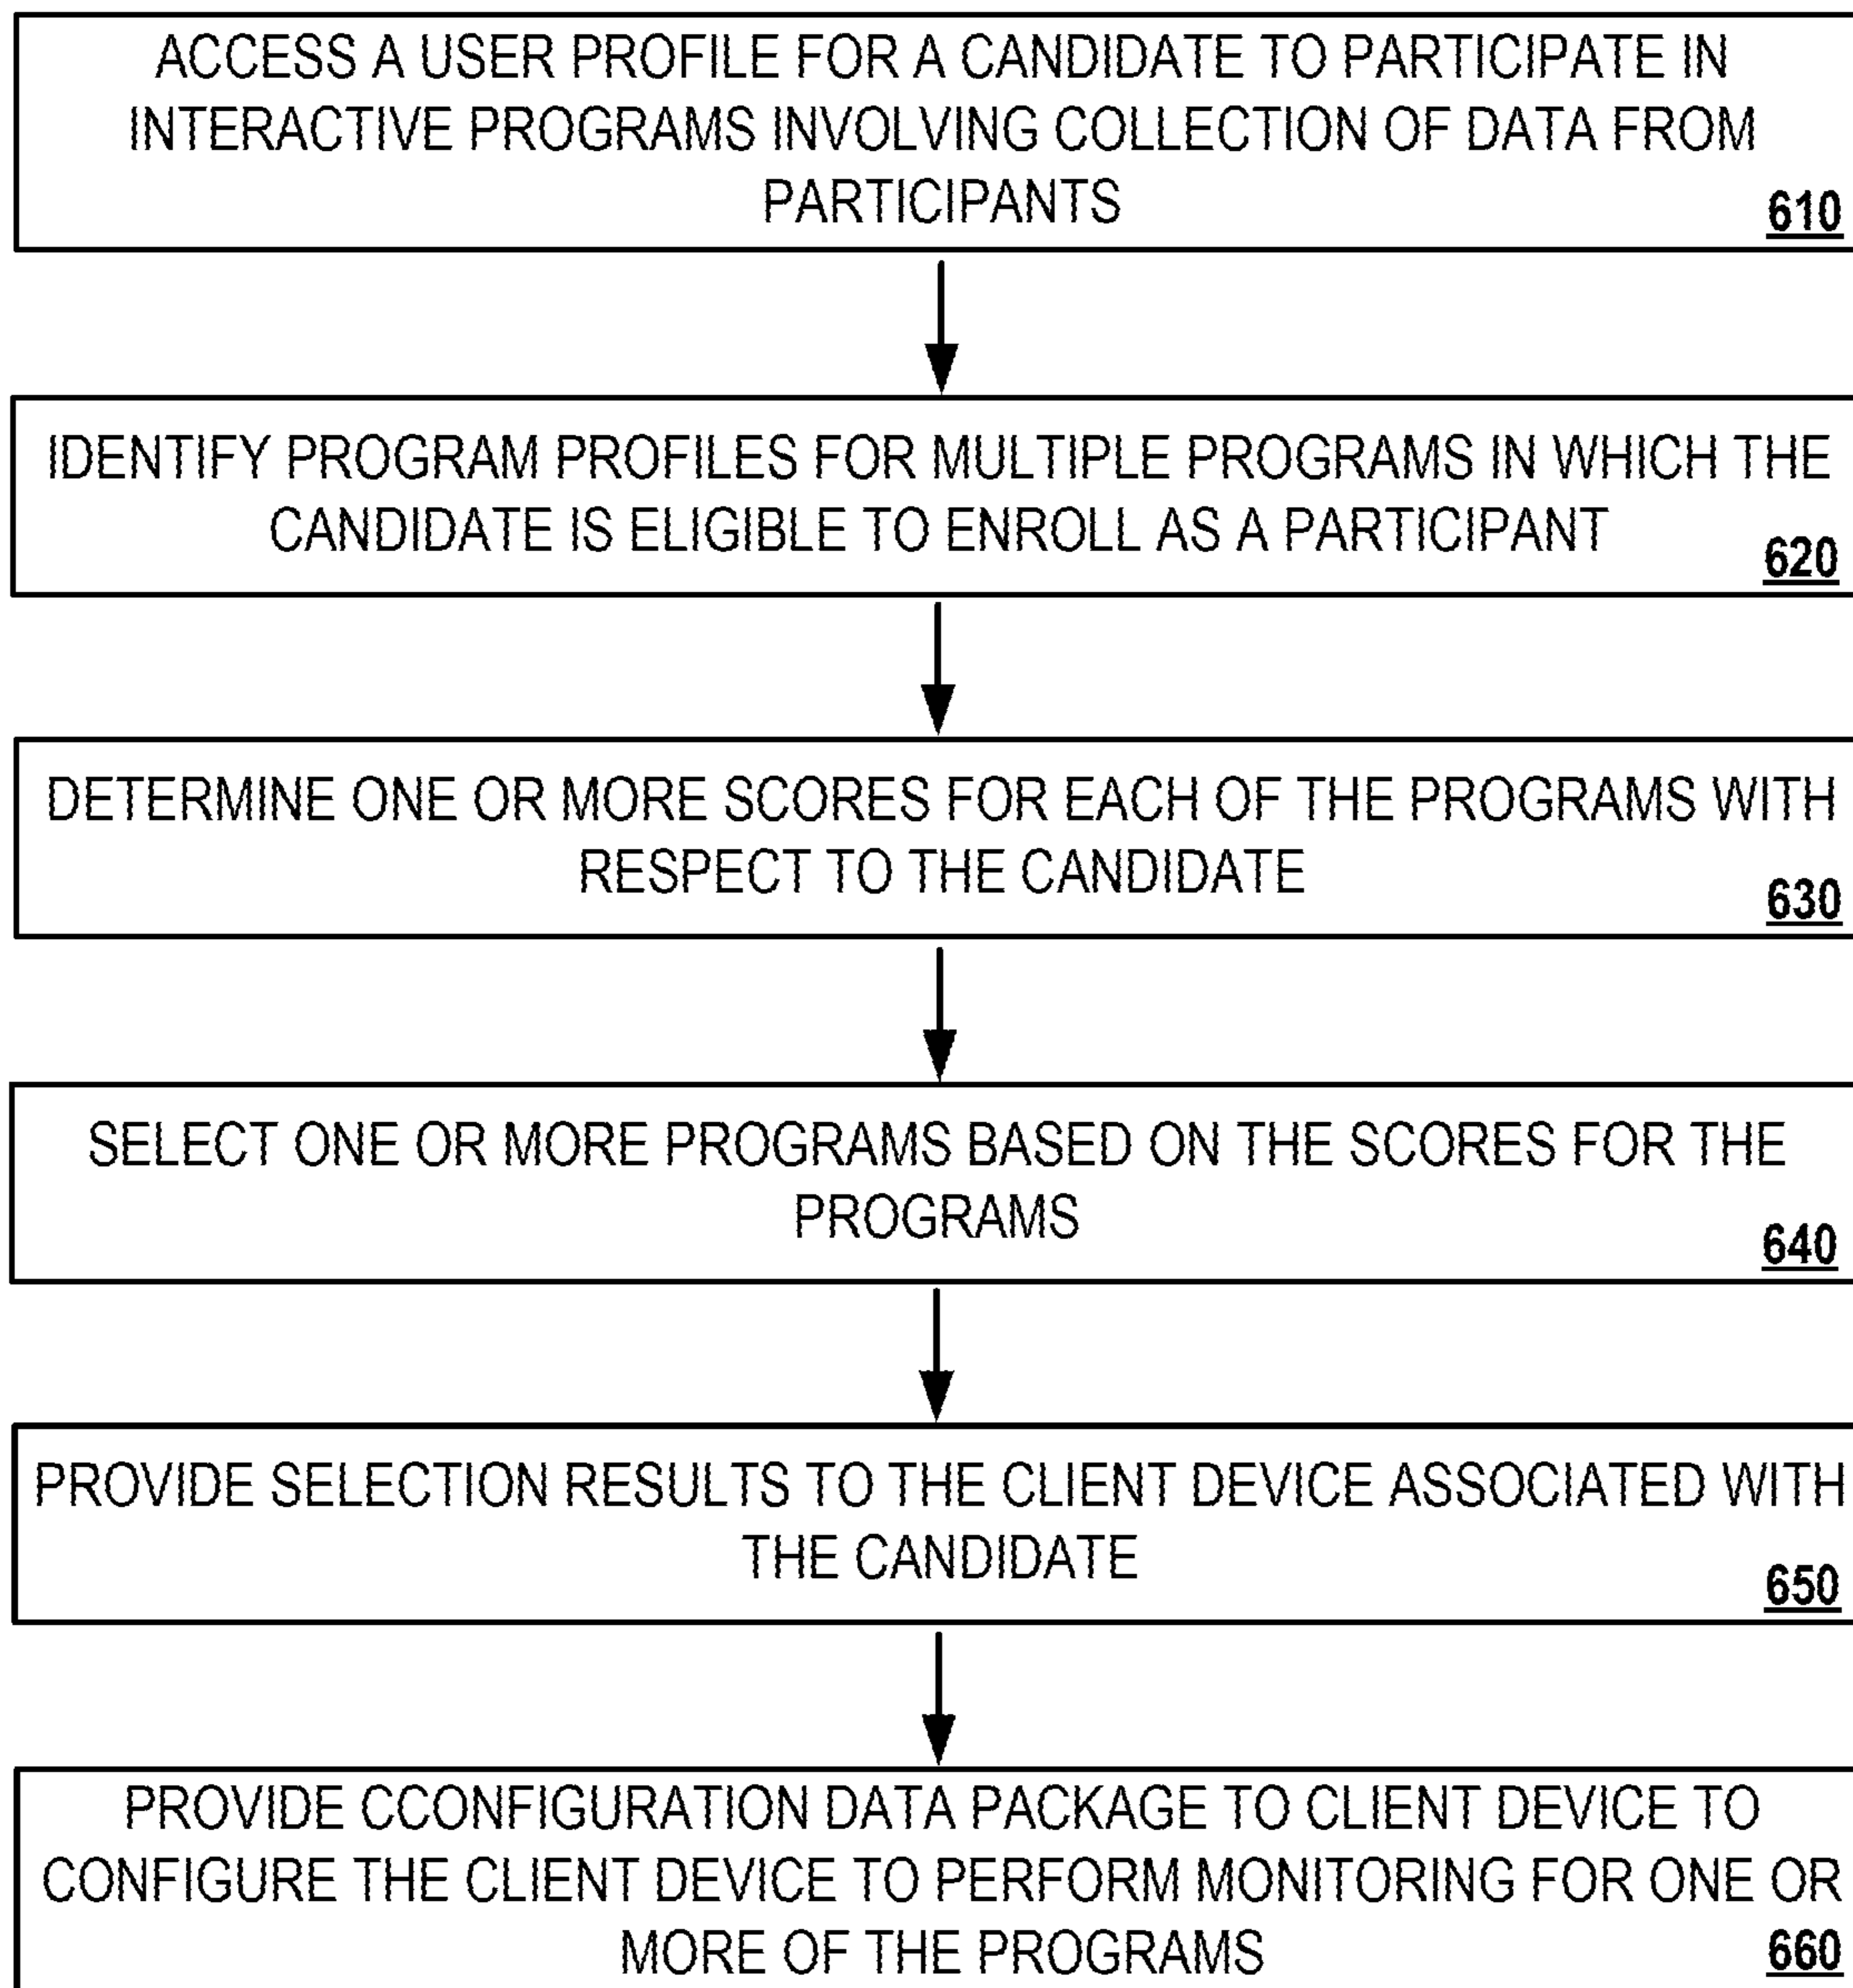 ACCESS A USER PROFILE FOR A CANDIDATE TO PARTICIPATE IN
INTERACTIVE PROGRAMS INVOLVING COLLECTION OF DATA FROM
PARTICIPANTS
610
IDENTIFY PROGRAM PROFILES FOR MULTIPLE PROGRAMS IN WHICH THE
CANDIDATE IS ELIGIBLE TO ENROLL AS A PARTICIPANT
620
DETERMINE ONE OR MORE SCORES FOR EACH OF THE PROGRAMS WITH
RESPECT TO THE CANDIDATE
630
SELECT ONE OR MORE PROGRAMS BASED ON THE SCORES FOR THE
PROGRAMS
640
PROVIDE SELECTION RESULTS TO THE CLIENT DEVICE ASSOCIATED WITH
THE CANDIDATE
650
PROVIDE CCONFIGURATION DATA PACKAGE TO CLIENT DEVICE TO
CONFIGURE THE CLIENT DEVICE TO PERFORM MONITORING FOR ONE OR
MORE OF THE PROGRAMS
660